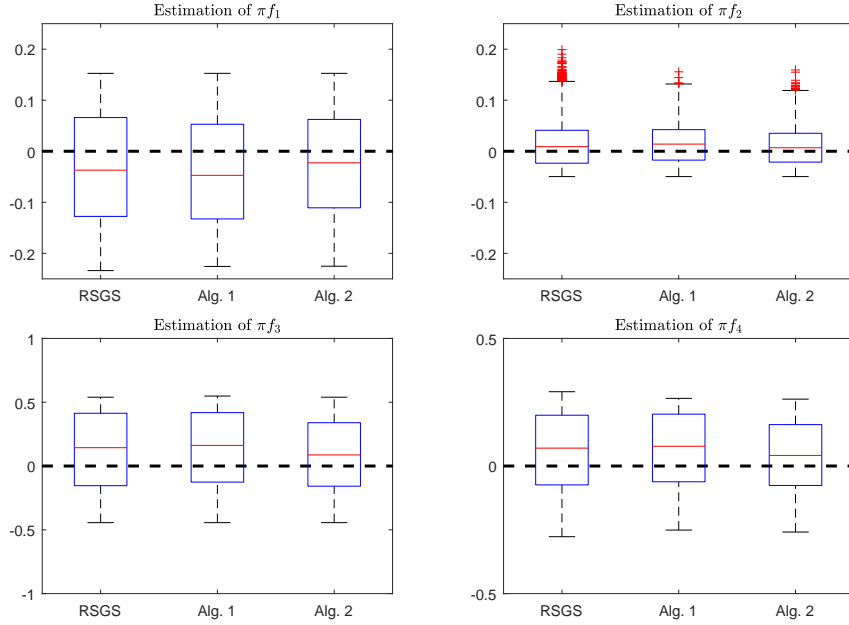 Estimation of πf₁
0.2
0.1
0
-0.1
-0.2
RSGS Alg. 1 Alg. 2
Estimation of πf₂
0.2
0.1
0
-0.1
-0.2
RSGS Alg. 1 Alg. 2
Estimation of πf₃
1
0.5
0
-0.5
-1
RSGS Alg. 1 Alg. 2
Estimation of πf₄
0.5
0
-0.5
RSGS Alg. 1 Alg. 2